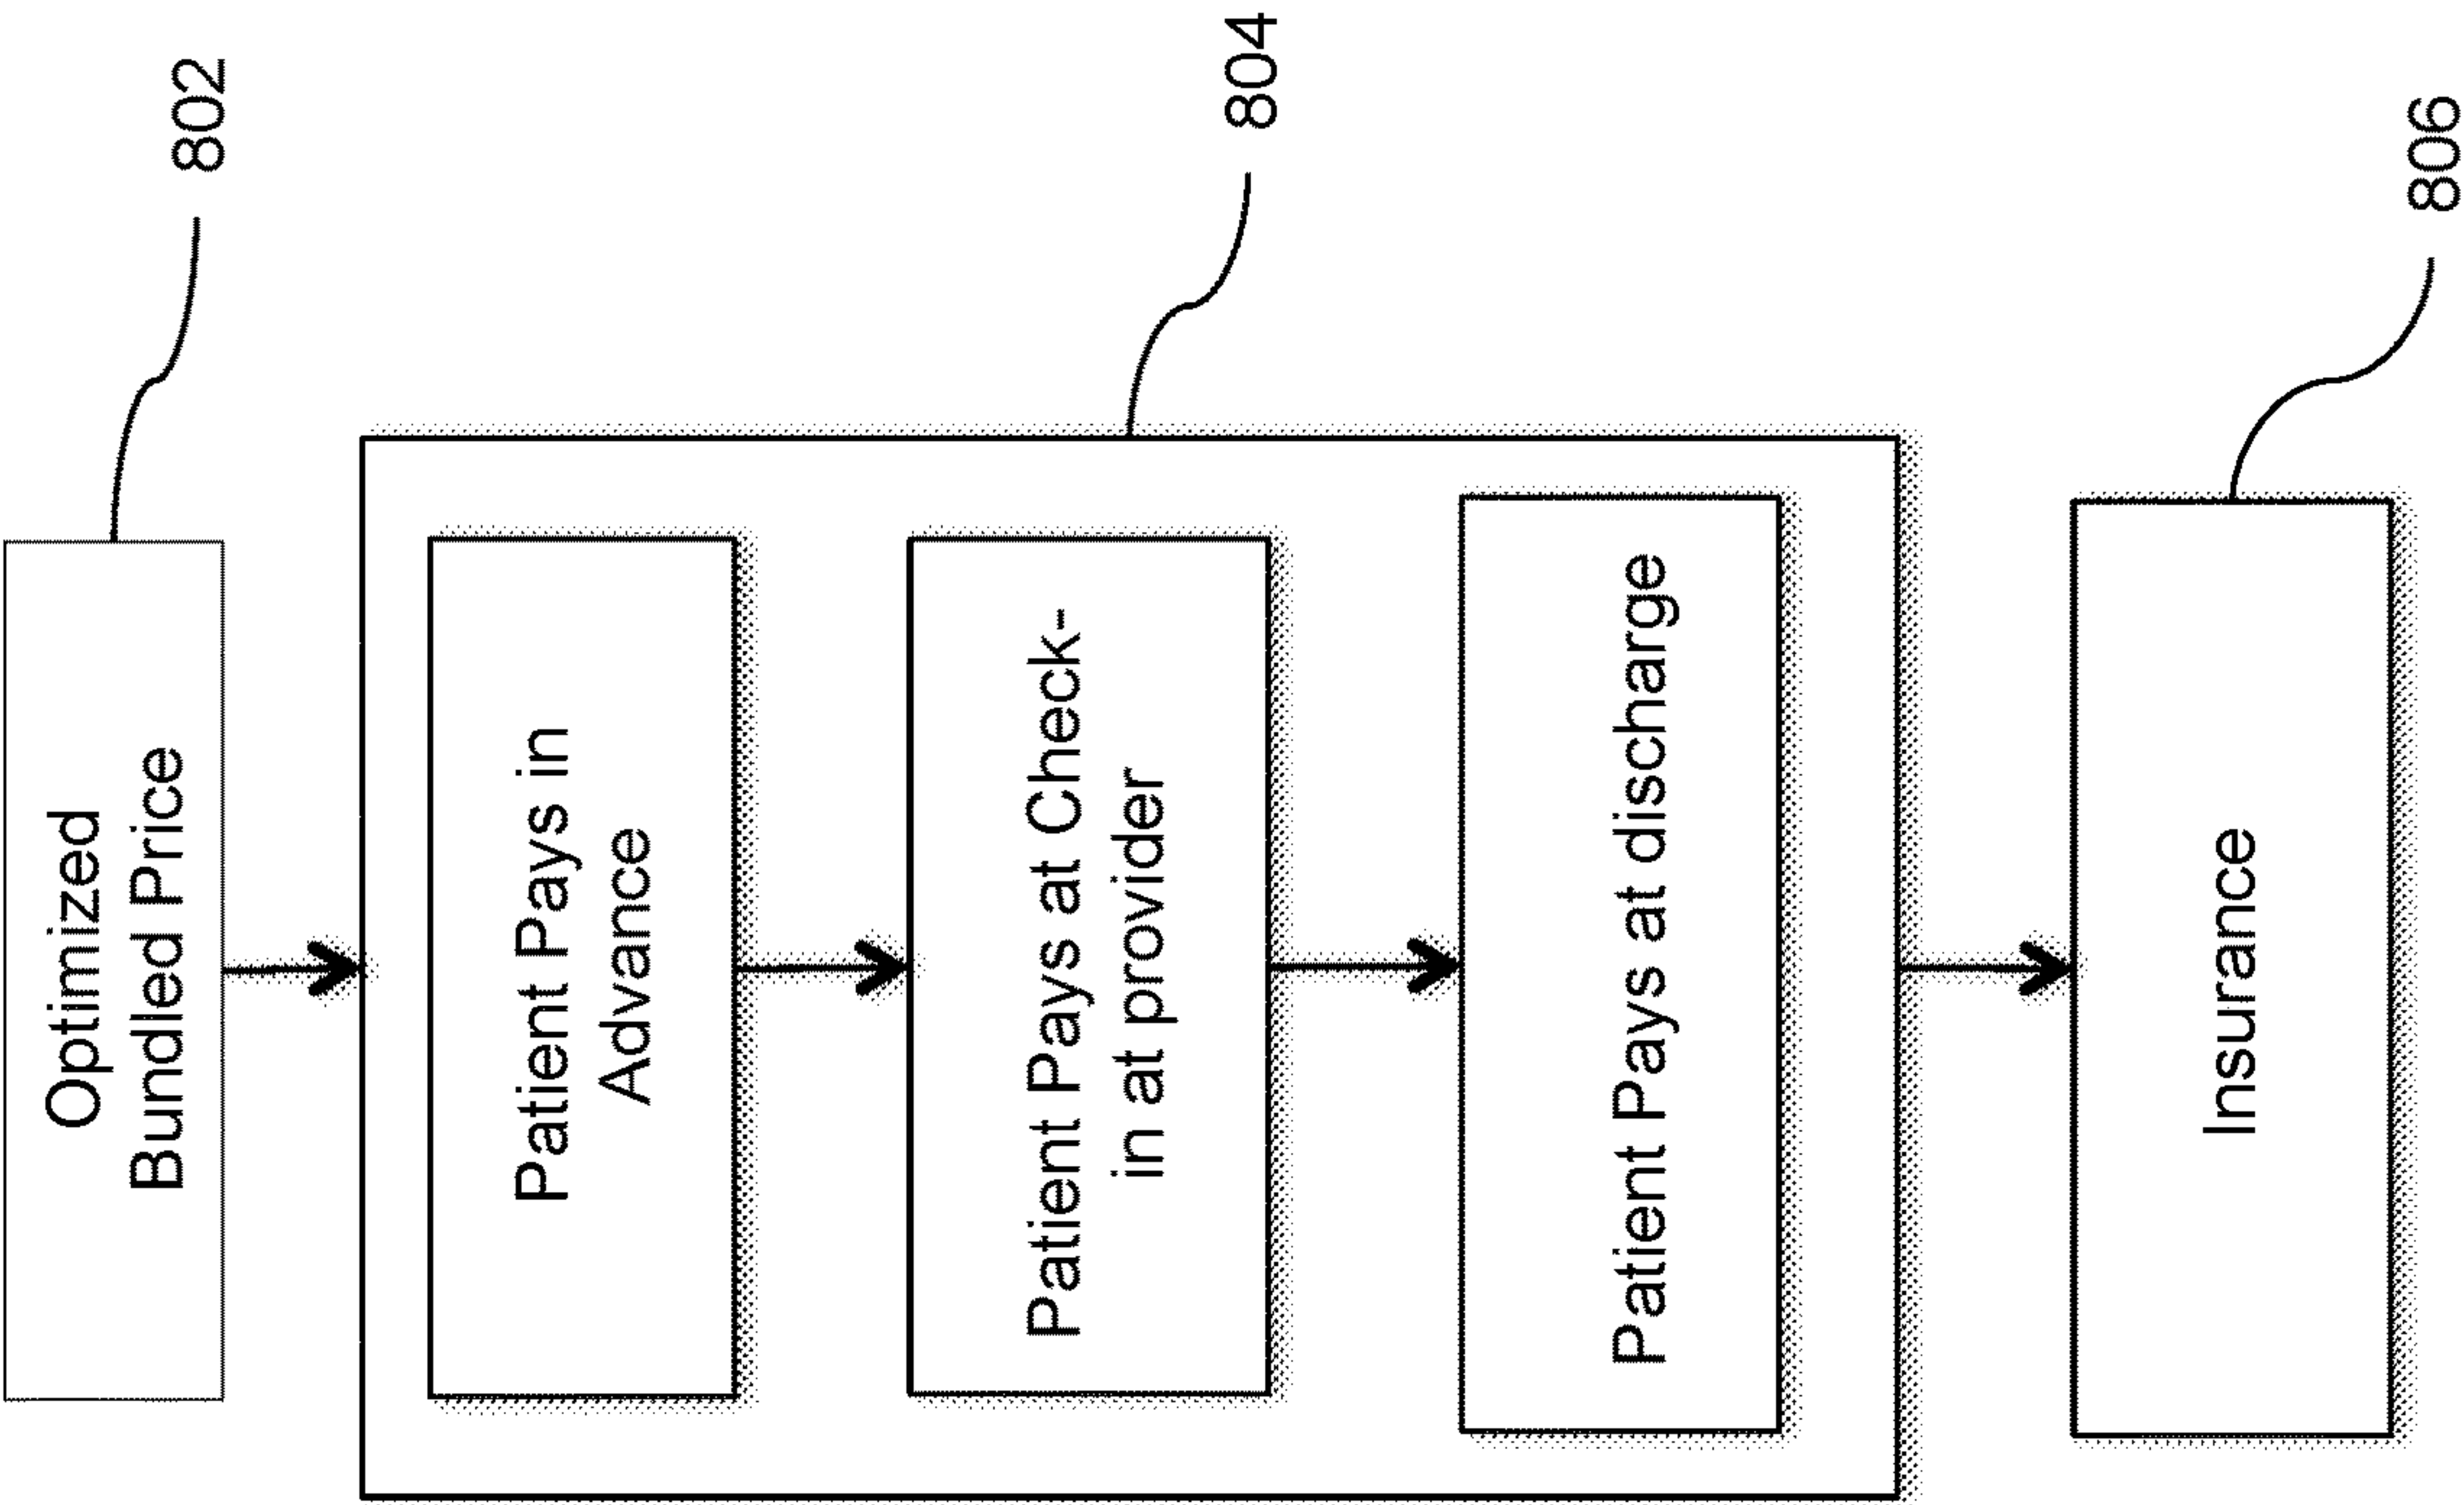 Optimized
Bundled Price
802
804
Patient Pays in
Advance
Patient Pays at Check-
in at provider
Patient Pays at discharge
Insurance
806